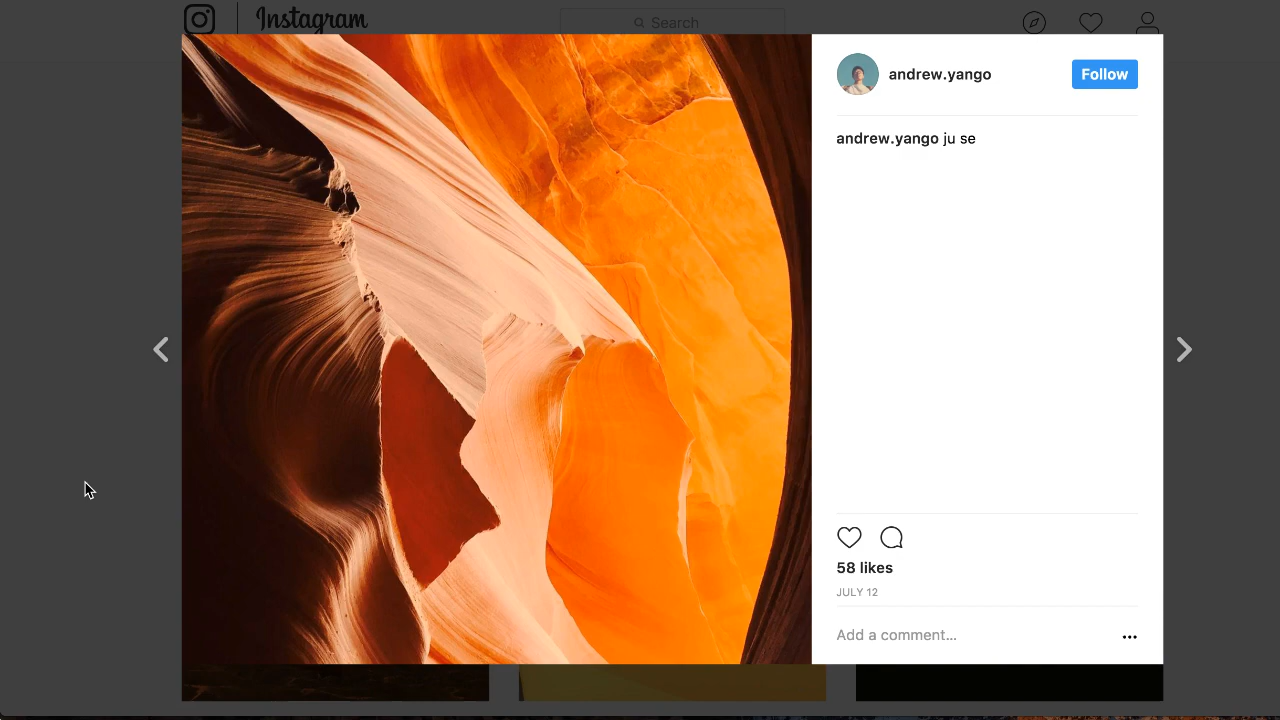 Instagram
Search
andrew.yango
Follow
andrew.yango ju se
58 likes
JULY 12
Add a comment...